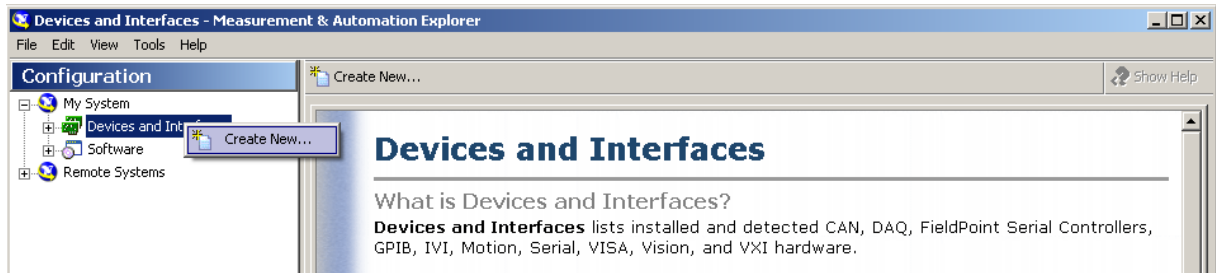 Devices and Interfaces - Measurement & Automation Explorer
File Edit View Tools Help
Configuration
Create New...
Show Help
My System
Devices and Int
Create New...
Software
Remote Systems
Devices and Interfaces
What is Devices and Interfaces?
Devices and Interfaces lists installed and detected CAN, DAQ, FieldPoint Serial Controllers,
GPIB, IVI, Motion, Serial, VISA, Vision, and VXI hardware.